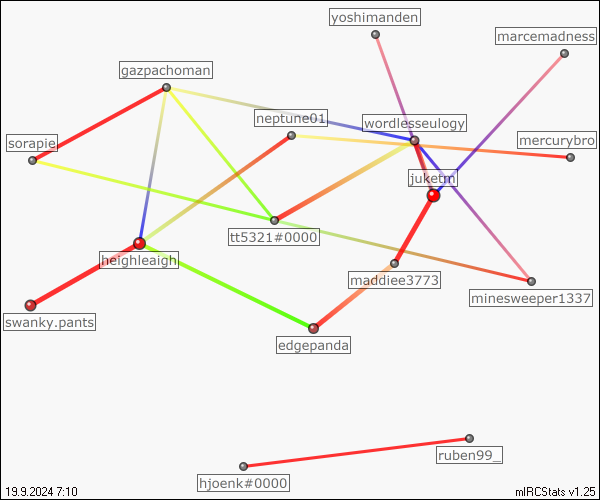 yoshimanden
marcemadness
gazpachoman
neptune01
wordlesseulogy
sorapie
mercurybro
juketm
tt5321#0000
heighleaigh
maddiee3773
minesweeper1337
swanky.pants
edgepanda
ruben99_
hjoenk#0000
19.9.2024 7:10
mIRCStats v1.25